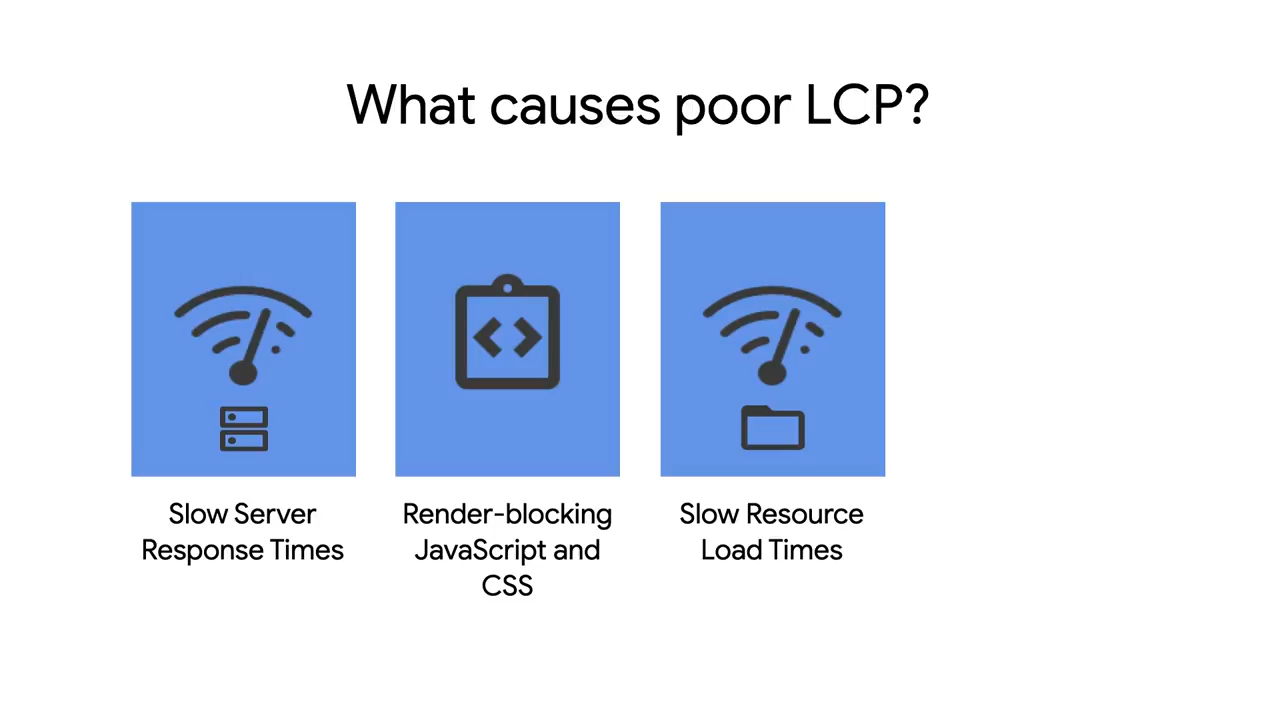 What causes poor LCP?
Slow Server
Response Times
Render-blocking
JavaScript and
CSS
Slow Resource
Load Times